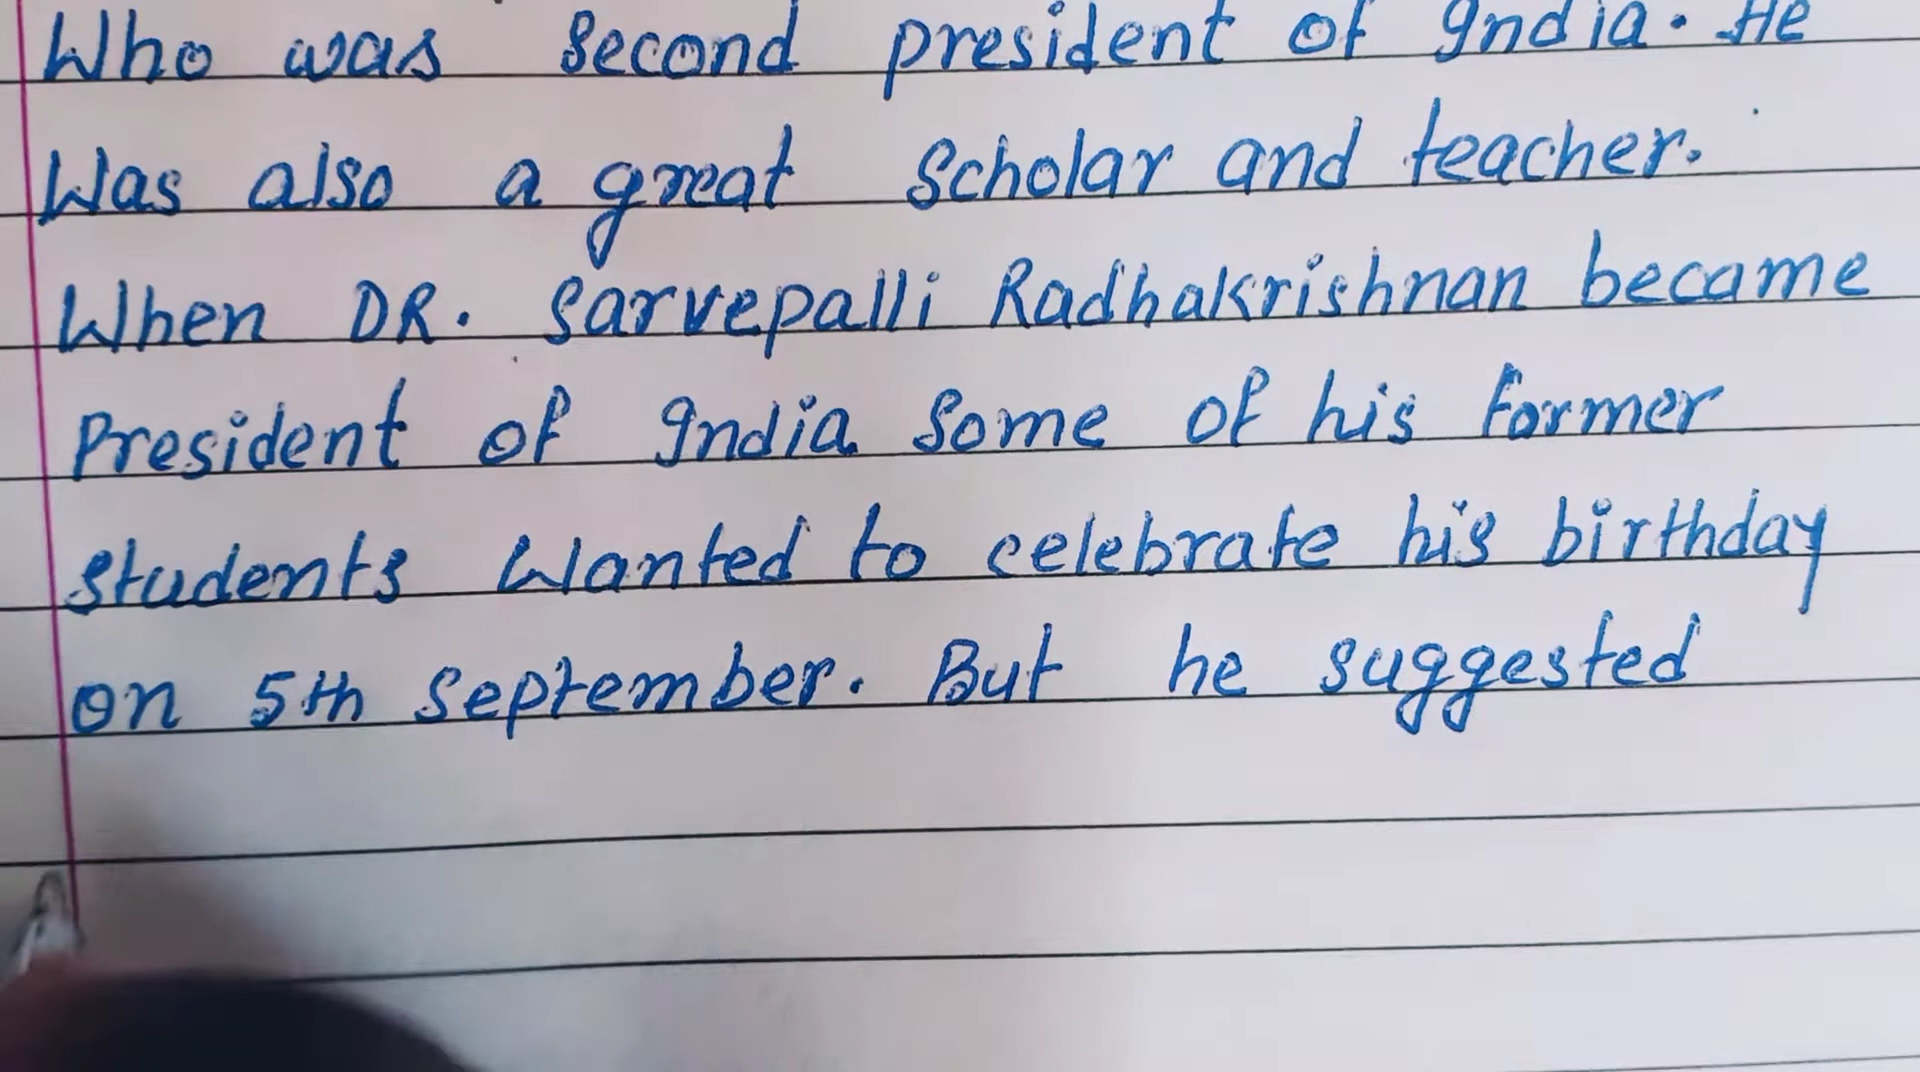 Who was second president of India. He
Was also a great Scholar and teacher.
When DR. Sarvepalli Radhakrishnan became
President of India Some of his former
students Wanted to celebrate his birthday
on 5th September. But he suggested